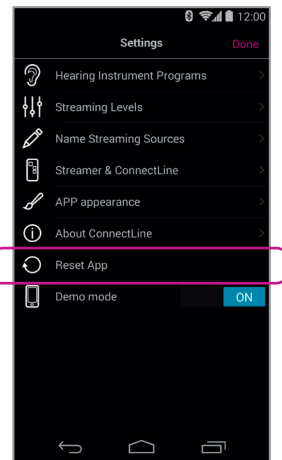 12:00
Settings
Done
Hearing Instrument Programs
Streaming Levels
Name Streaming Sources
Streamer & ConnectLine
APP appearance
About ConnectLine
Reset App
Demo mode
ON